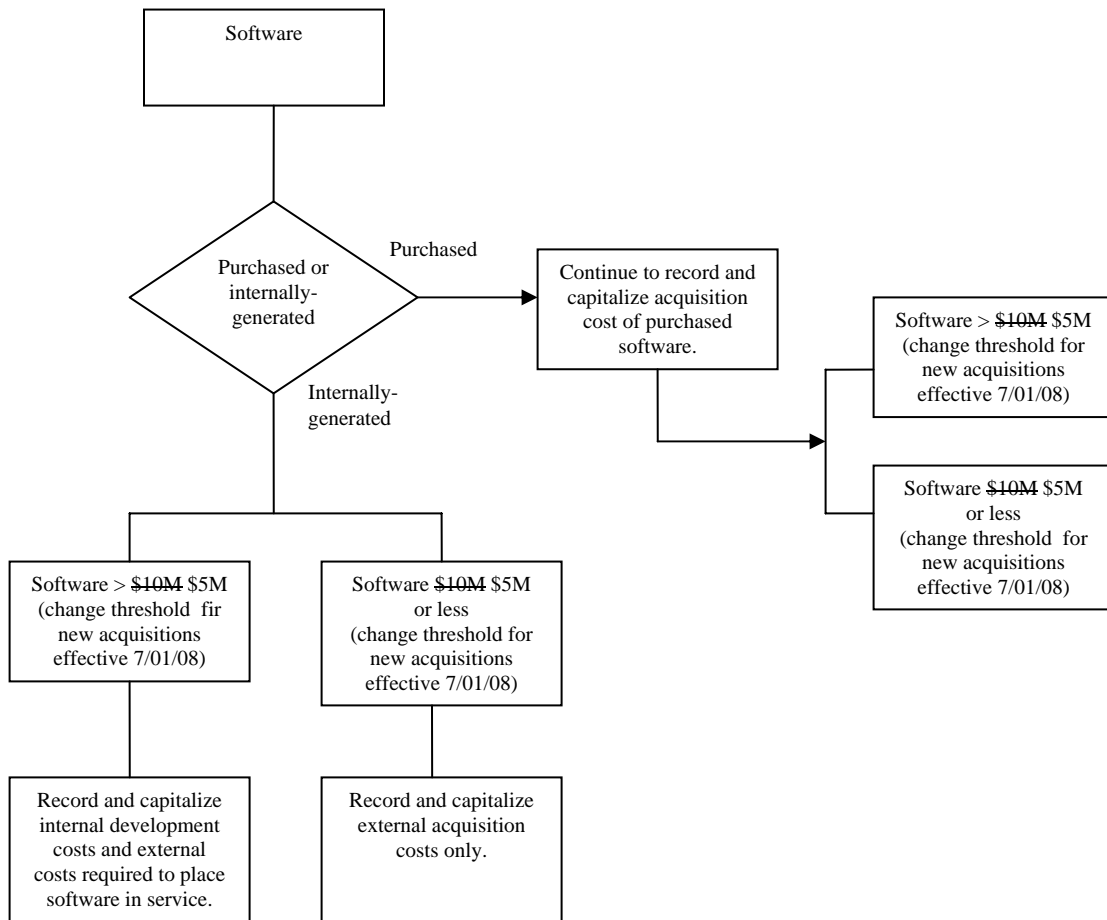 Software
Purchased or
internally-
generated
Purchased
Continue to record and
capitalize acquisition
cost of purchased
software.
Software > $10M $5M
(change threshold for
new acquisitions
effective 7/01/08)
Software $10M $5M
or less
(change threshold  for
new acquisitions
effective 7/01/08)
Internally-
generated
Software > $10M $5M
(change threshold  fir
new acquisitions
effective 7/01/08)
Software $10M $5M
or less
(change threshold for
new acquisitions
effective 7/01/08)
Record and capitalize
internal development
costs and external
costs required to place
software in service.
Record and capitalize
external acquisition
costs only.